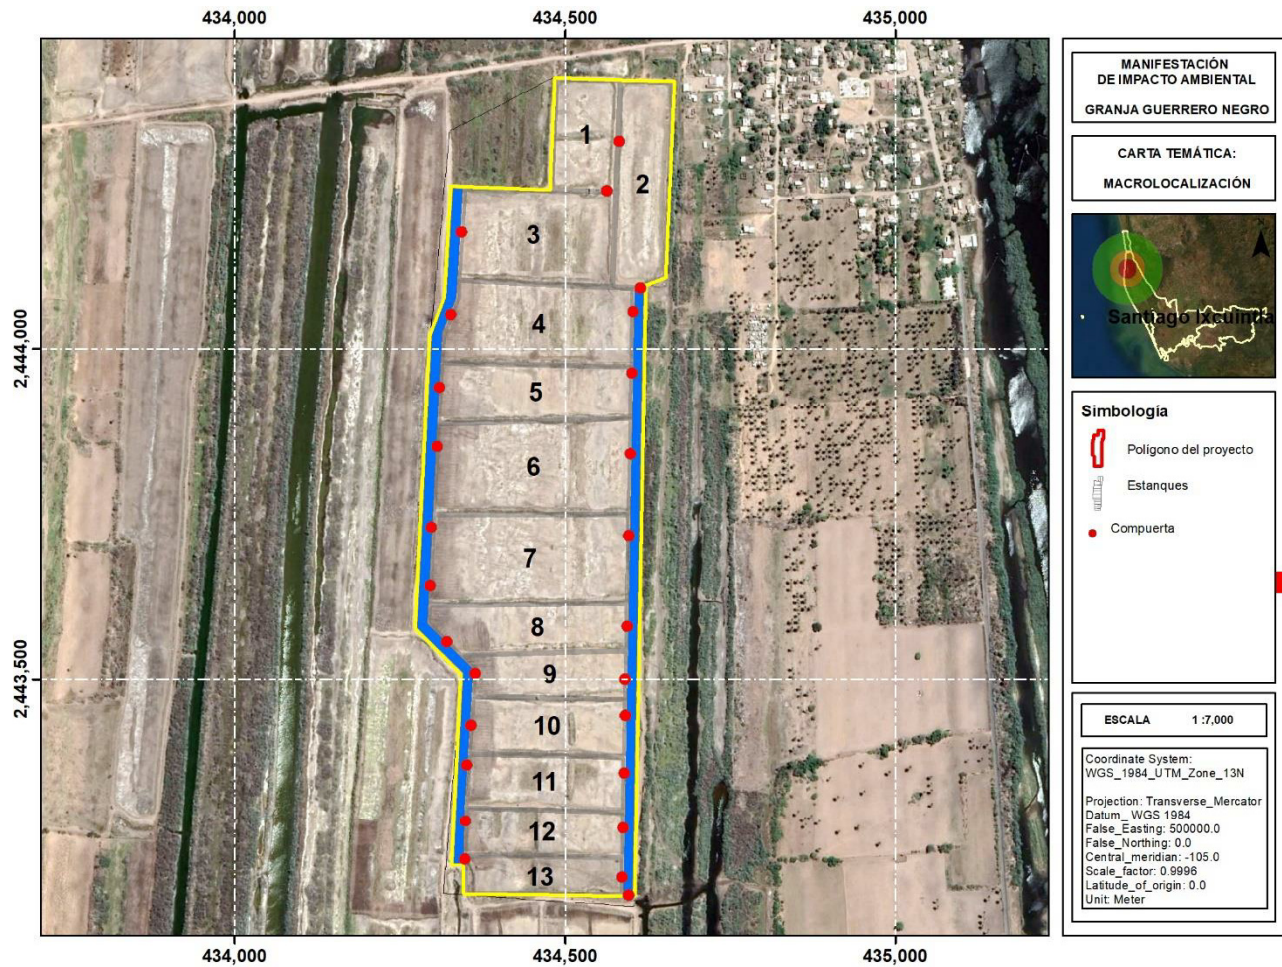 434,000
434,500
435,000
2,444,000
2,443,500
1
2
3
4
5
6
7
8
9
10
11
12
13
434,000
434,500
435,000
MANIFESTACIÓN
DE IMPACTO AMBIENTAL
GRANJA GUERRERO NEGRO
CARTA TEMÁTICA:
MACROLOCALIZACIÓN
Santiago Ixcuintla
Simbología
Polígono del proyecto
Estanques
Compuerta
ESCALA 1 :7,000
Coordinate System:
WGS_1984_UTM_Zone_13N
Projection: Transverse_Mercator
Datum_ WGS 1984
False_Easting: 500000.0
False_Northing: 0.0
Central_meridian: -105.0
Scale_factor: 0.9996
Latitude_of_origin: 0.0
Unit: Meter